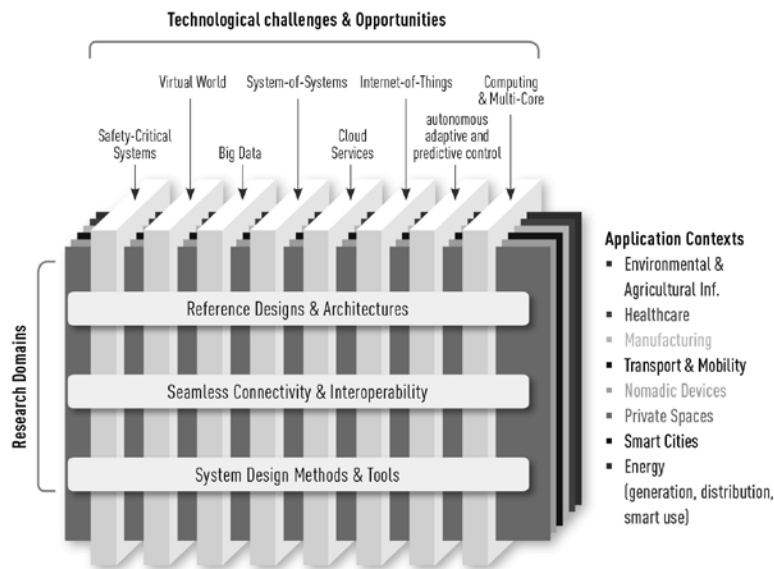 Technological challenges & Opportunities
Virtual World
System-of-Systems
Internet-of-Things
Computing
& Multi-Core
Safety-Critical
Systems
Big Data
Cloud
Services
autonomous
adaptive and
predictive control
Research Domains
Reference Designs & Architectures
Seamless Connectivity & Interoperability
System Design Methods & Tools
Application Contexts
▪ Environmental &
Agricultural Inf.
▪ Healthcare
▪ Manufacturing
▪ Transport & Mobility
▪ Nomadic Devices
▪ Private Spaces
▪ Smart Cities
▪ Energy
(generation, distribution,
smart use)